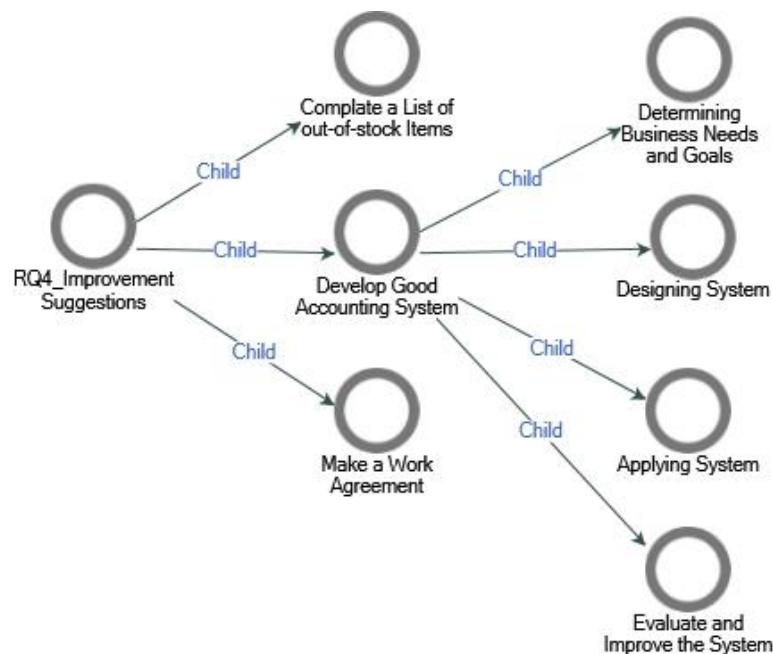 Complate a List of
out-of-stock Items
Determining
Business Needs
and Goals
Child
Child
RQ4_Improvement
Suggestions
Child
Develop Good
Accounting System
Child
Designing System
Child
Make a Work
Agreement
Child
Applying System
Child
Evaluate and
Improve the System